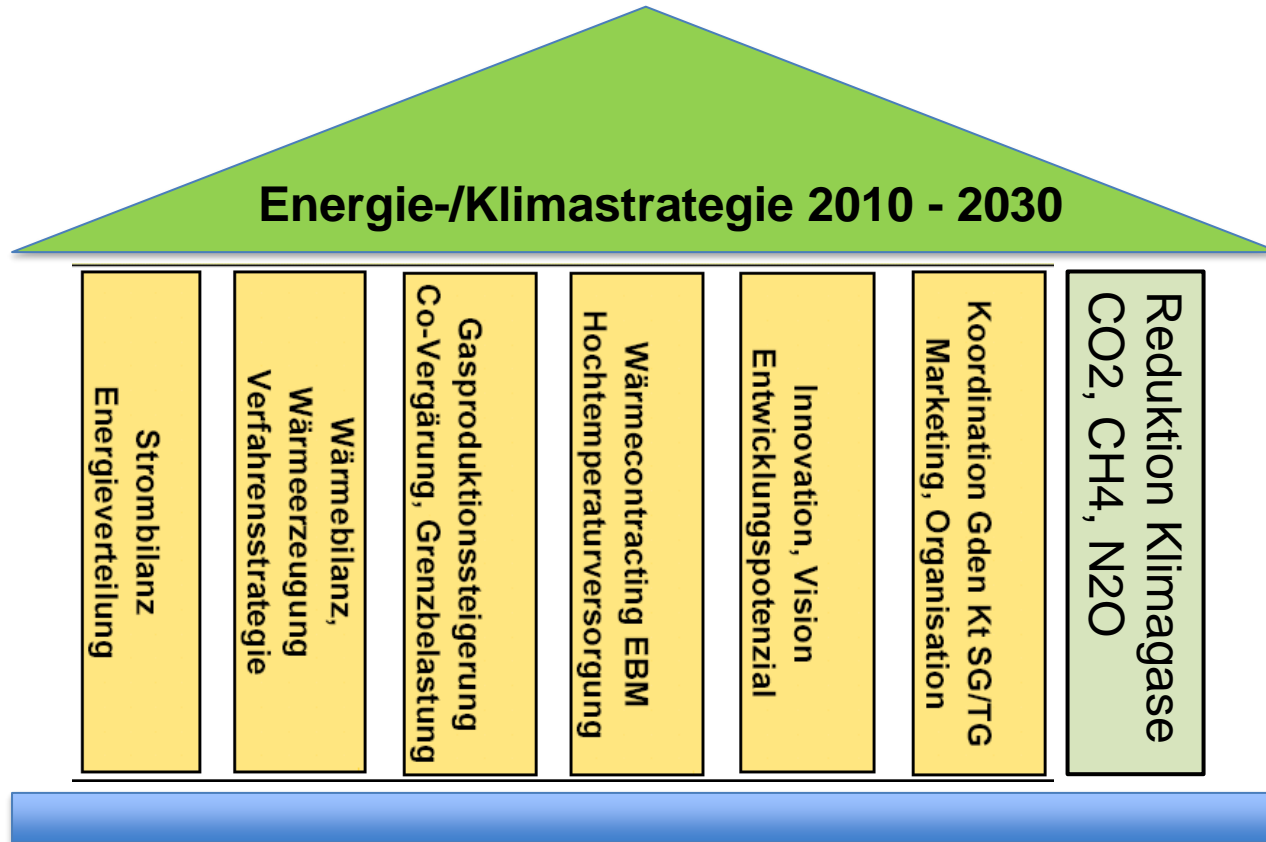 Energie-/Klimastrategie 2010 - 2030
Strombilanz
Energieverteilung
Wärmebilanz,
Wärmeerzeugung
Verfahrensstrategie
Gasproduktionssteigerung
Co-Vergärung, Grenzbelastung
Wärmecontracting EBM
Hochtemperaturversorgung
Innovation, Vision
Entwicklungspotenzial
Koordination Gden Kt SG/TG
Marketing, Organisation
Reduktion Klimagase
CO2, CH4, N2O